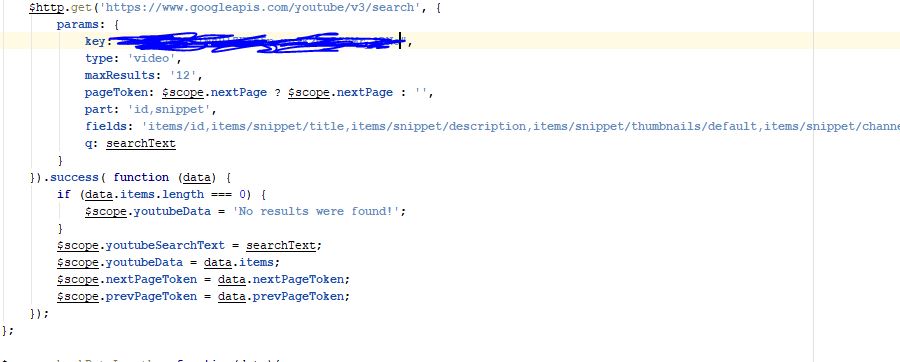 $http.get('https://www.googleapis.com/youtube/v3/search', {
params: {
key: ,
type: 'video',
maxResults: '12',
pageToken: $scope.nextPage ? $scope.nextPage : '',
part: 'id,snippet',
fields: 'items/id,items/snippet/title,items/snippet/description,items/snippet/thumbnails/default,items/snippet/channe
q: searchText
}
}).success( function (data) {
if (data.items.length === 0) {
$scope.youtubeData = 'No results were found!';
}
$scope.youtubeSearchText = searchText;
$scope.youtubeData = data.items;
$scope.nextPageToken = data.nextPageToken;
$scope.prevPageToken = data.prevPageToken;
});
};